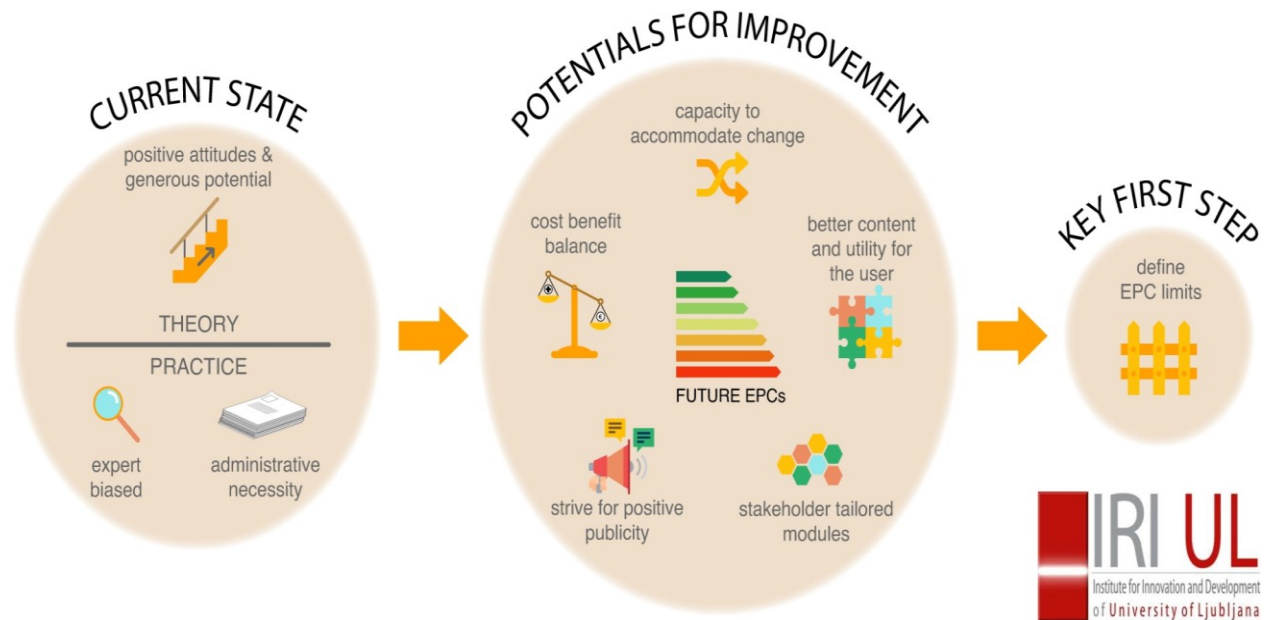 CURRENT STATE
positive attitudes &
generous potential
THEORY
PRACTICE
expert
biased
administrative
necessity
POTENTIALS FOR IMPROVEMENT
capacity to
accommodate change
cost benefit
balance
better content
and utility for
the user
FUTURE EPCs
strive for positive
publicity
stakeholder tailored
modules
KEY FIRST STEP
define
EPC limits
IRI UL
Institute for Innovation and Development
of University of Ljubljana